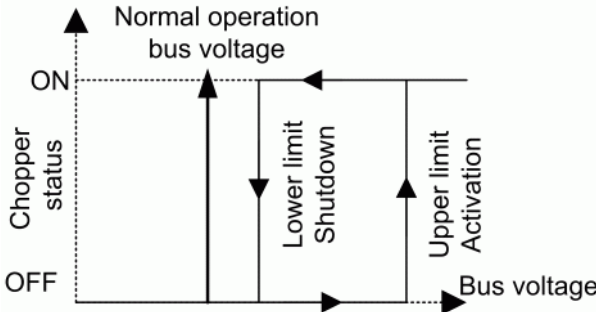 Normal operation
bus voltage
ON
Chopper
status
Lower limit
Shutdown
Upper limit
Activation
OFF
Bus voltage